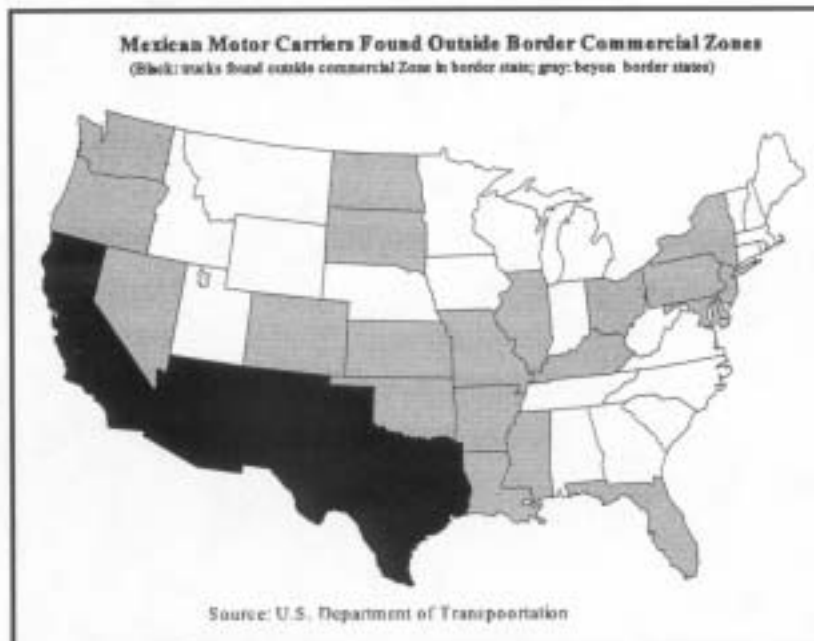 Mexican Motor Carriers Found Outside Border Commercial Zones
(Black: trucks found outside commercial Zone in border state; gray: beyon border states)
Source: U.S. Department of Transpoortation